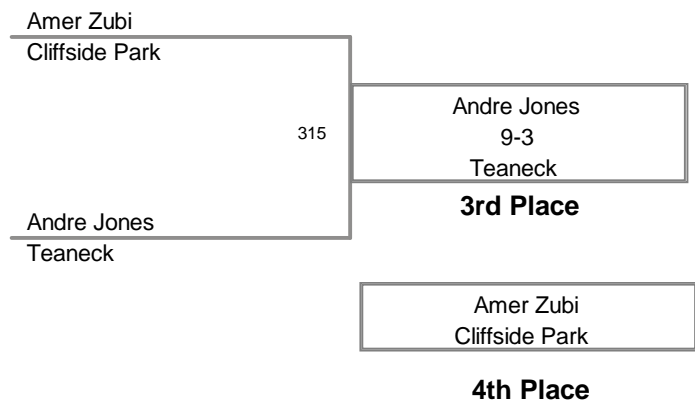 Amer Zubi
Cliffside Park
315
Andre Jones
9-3
Teaneck
3rd Place
Andre Jones
Teaneck
Amer Zubi
Cliffside Park
4th Place